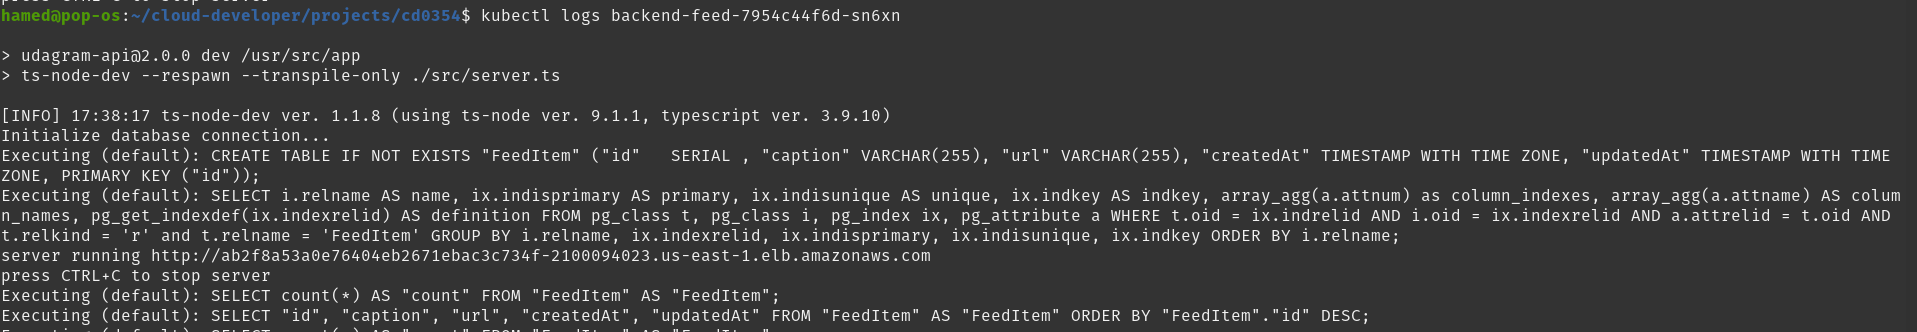 hamed@pop-os:~/cloud-developer/projects/cd0354$ kubectl logs backend-feed-7954c44f6d-sn6xn
> udagram-api@2.0.0 dev /usr/src/app
> ts-node-dev --respawn --transpile-only ./src/server.ts
[INFO] 17:38:17 ts-node-dev ver. 1.1.8 (using ts-node ver. 9.1.1, typescript ver. 3.9.10)
Initialize database connection...
Executing (default): CREATE TABLE IF NOT EXISTS "FeedItem" ("id"   SERIAL , "caption" VARCHAR(255), "url" VARCHAR(255), "createdAt" TIMESTAMP WITH TIME ZONE, "updatedAt" TIMESTAMP WITH TIME
ZONE, PRIMARY KEY ("id"));
Executing (default): SELECT i.relname AS name, ix.indisprimary AS primary, ix.indisunique AS unique, ix.indkey AS indkey, array_agg(a.attnum) as column_indexes, array_agg(a.attname) AS colum
n_names, pg_get_indexdef(ix.indexrelid) AS definition FROM pg_class t, pg_class i, pg_index ix, pg_attribute a WHERE t.oid = ix.indrelid AND i.oid = ix.indexrelid AND a.attrelid = t.oid AND
t.relkind = 'r' and t.relname = 'FeedItem' GROUP BY i.relname, ix.indexrelid, ix.indisprimary, ix.indisunique, ix.indkey ORDER BY i.relname;
server running http://ab2f8a53a0e76404eb2671ebac3c734f-2100094023.us-east-1.elb.amazonaws.com
press CTRL+C to stop server
Executing (default): SELECT count(*) AS "count" FROM "FeedItem" AS "FeedItem";
Executing (default): SELECT "id", "caption", "url", "createdAt", "updatedAt" FROM "FeedItem" AS "FeedItem" ORDER BY "FeedItem"."id" DESC;